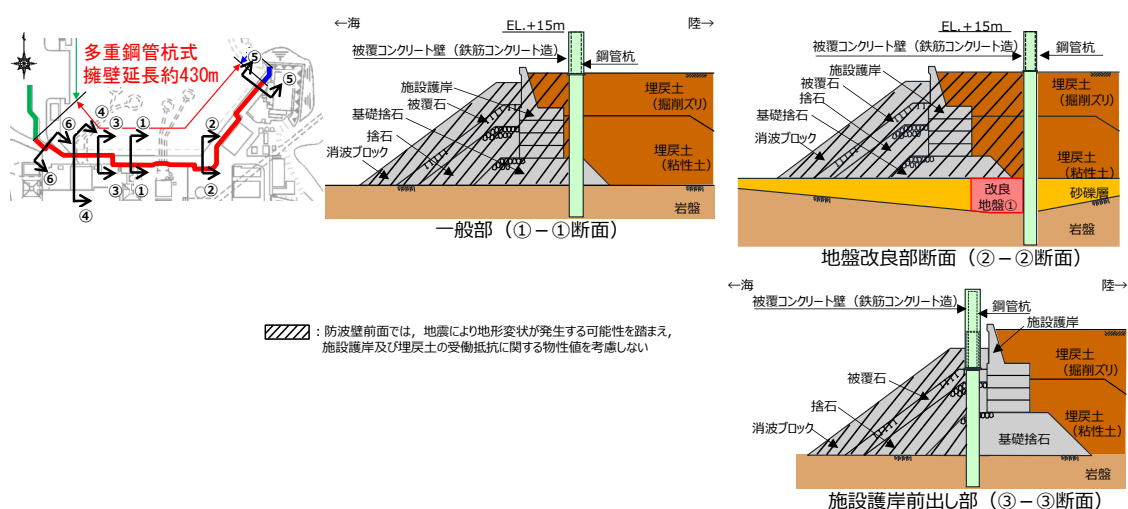 多重鋼管杭式
擁壁延長約430m
⑤
⑤
⑥
④
③
①
②
⑥
③
①
②
④
←海
陸→
EL.+15m
被覆コンクリート壁（鉄筋コンクリート造）
鋼管杭
施設護岸
被覆石
基礎捨石
捨石
消波ブロック
埋戻土
（掘削ズリ）
埋戻土
（粘性土）
岩盤
一般部（①－①断面）
←海
陸→
EL.+15m
被覆コンクリート壁（鉄筋コンクリート造）
鋼管杭
施設護岸
被覆石
基礎捨石
捨石
消波ブロック
埋戻土
（掘削ズリ）
埋戻土
（粘性土）
改良
地盤①
砂礫層
岩盤
地盤改良部断面（②－②断面）
：防波壁前面では，地震により地形変状が発生する可能性を踏まえ，
施設護岸及び埋戻土の受働抵抗に関する物性値を考慮しない
←海
陸→
被覆コンクリート壁（鉄筋コンクリート造）
鋼管杭
施設護岸
被覆石
捨石
消波ブロック
埋戻土
（掘削ズリ）
埋戻土
（粘性土）
基礎捨石
岩盤
施設護岸前出し部（③－③断面）